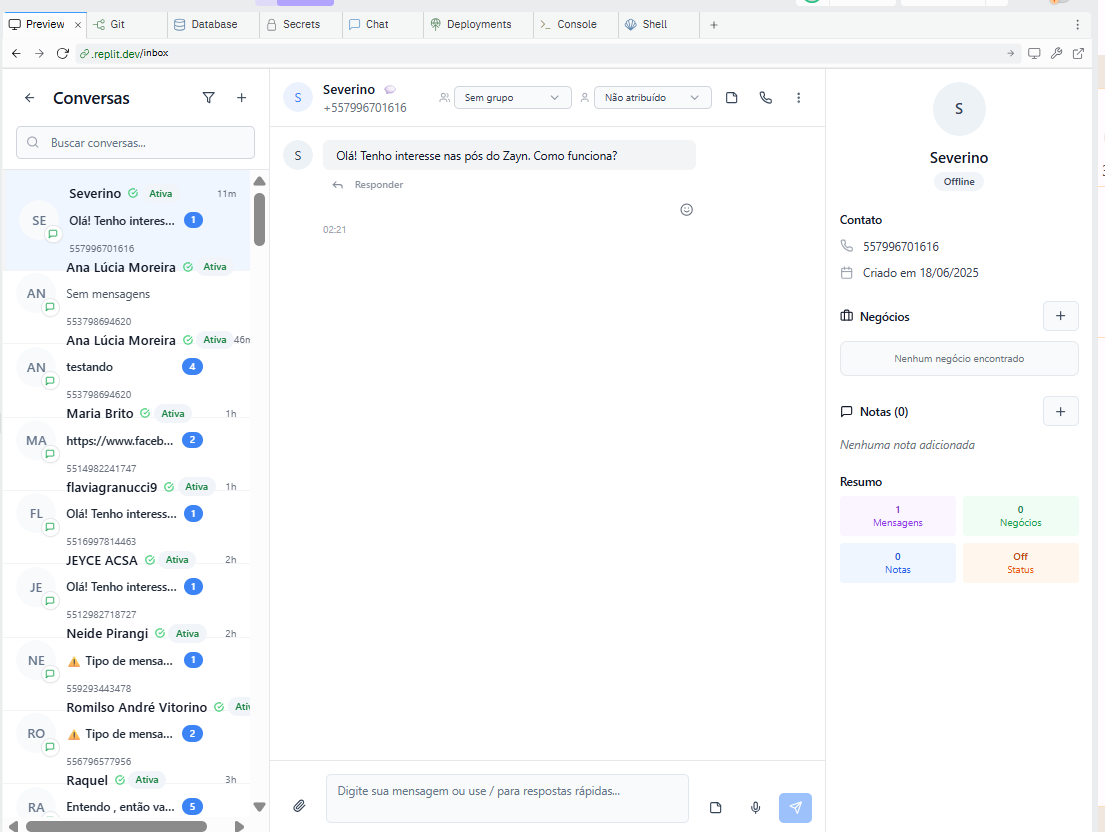 Preview
Git
Database
Secrets
Chat
Deployments
Console
Shell
.replit.dev/inbox
Conversas
Buscar conversas...
Severino Ativa 11m
Olá! Tenho interes... 1
557996701616
Ana Lúcia Moreira Ativa
Sem mensagens
553798694620
Ana Lúcia Moreira Ativa 46m
testando 4
553798694620
Maria Brito Ativa 1h
https://www.faceb... 2
5514982241747
flaviagranucci9 Ativa 1h
Olá! Tenho interess... 1
5516997814463
JEYCE ACSA Ativa 2h
Olá! Tenho interess... 1
5512982718727
Neide Pirangi Ativa 2h
Tipo de mensa... 1
559293443478
Romilso André Vitorino Ativ
Tipo de mensa... 2
556796577956
Raquel Ativa 3h
Entendo , então va... 5
SE
AN
AN
MA
FL
JE
NE
RO
RA
S
Severino
+557996701616
Sem grupo
Não atribuído
S
Olá! Tenho interesse nas pós do Zayn. Como funciona?
Responder
02:21
Digite sua mensagem ou use / para respostas rápidas...
S
Severino
Offline
Contato
557996701616
Criado em 18/06/2025
Negócios
Nenhum negócio encontrado
Notas (0)
Nenhuma nota adicionada
Resumo
1
Mensagens
0
Negócios
0
Notas
Off
Status